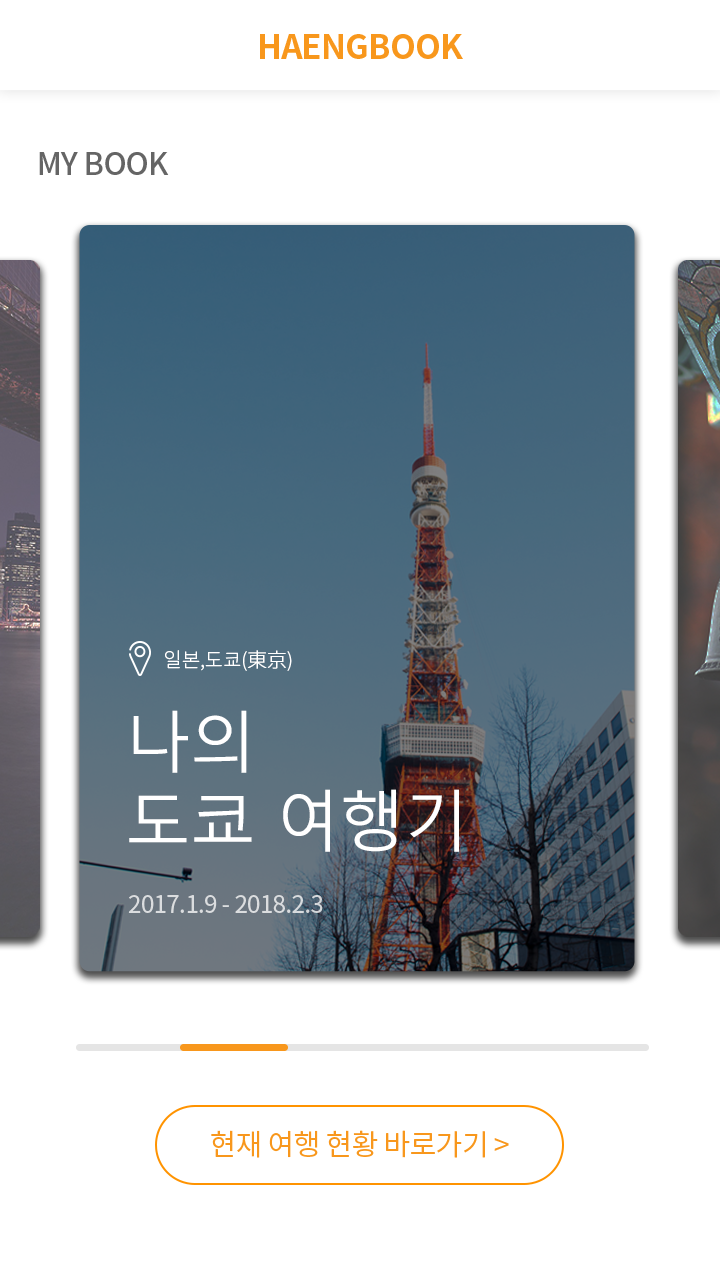 HAENGBOOK
MY BOOK
일본,도쿄(東京)
나의
도쿄 여행기
2017.1.9 - 2018.2.3
현재 여행 현황 바로가기 >